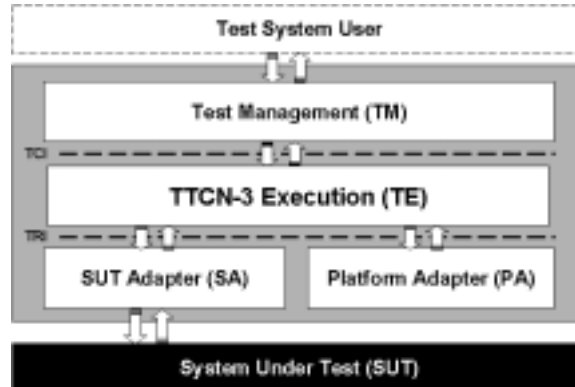 Test System User
Test Management (TM)
TCI
TTCN-3 Execution (TE)
TRI
SUT Adapter (SA)
Platform Adapter (PA)
System Under Test (SUT)